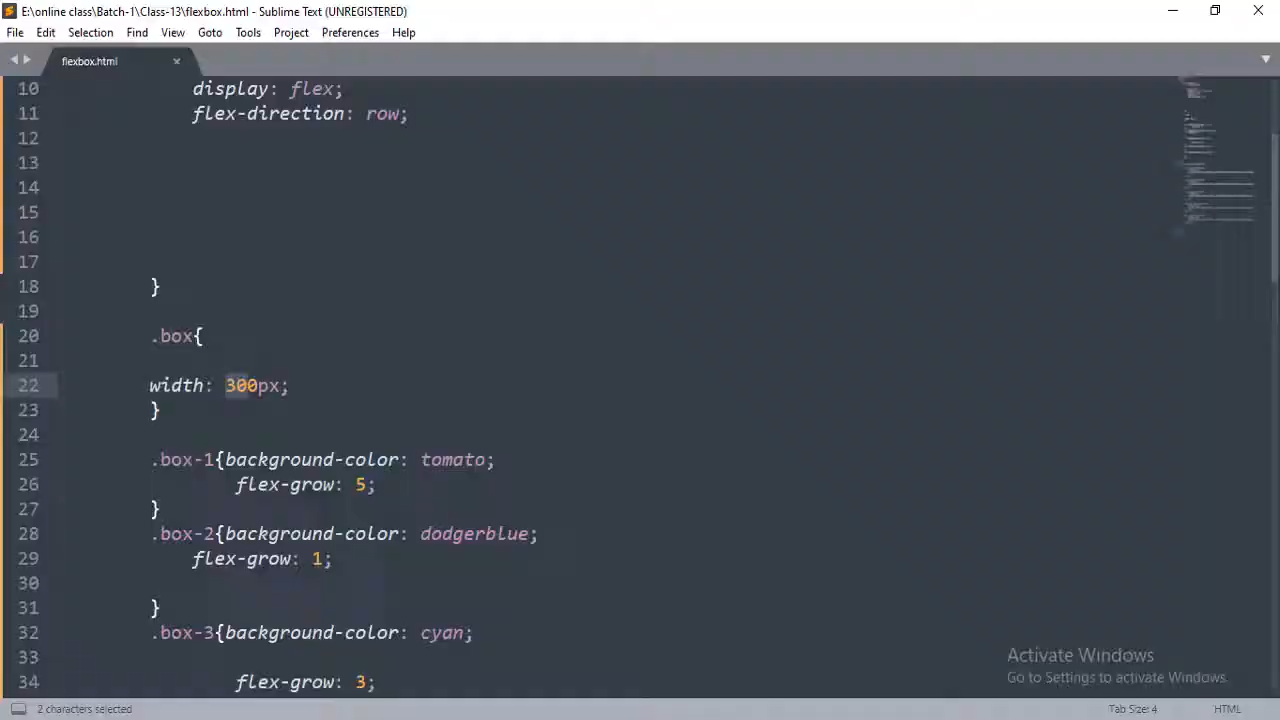 E:\online class\Batch-1\Class-13\flexbox.html - Sublime Text (UNREGISTERED)
File Edit Selection Find View Goto Tools Project Preferences Help
flexbox.html
10 display: flex;
11 flex-direction: row;
12
13
14
15
16
17
18 }
19
20 .box{
21
22 width: 300px;
23 }
24
25 .box-1{background-color: tomato;
26 flex-grow: 5;
27 }
28 .box-2{background-color: dodgerblue;
29 flex-grow: 1;
30
31 }
32 .box-3{background-color: cyan;
33
34 flex-grow: 3;
Activate Windows
Go to Settings to activate Windows.
2 characters selected Tab Size: 4 HTML